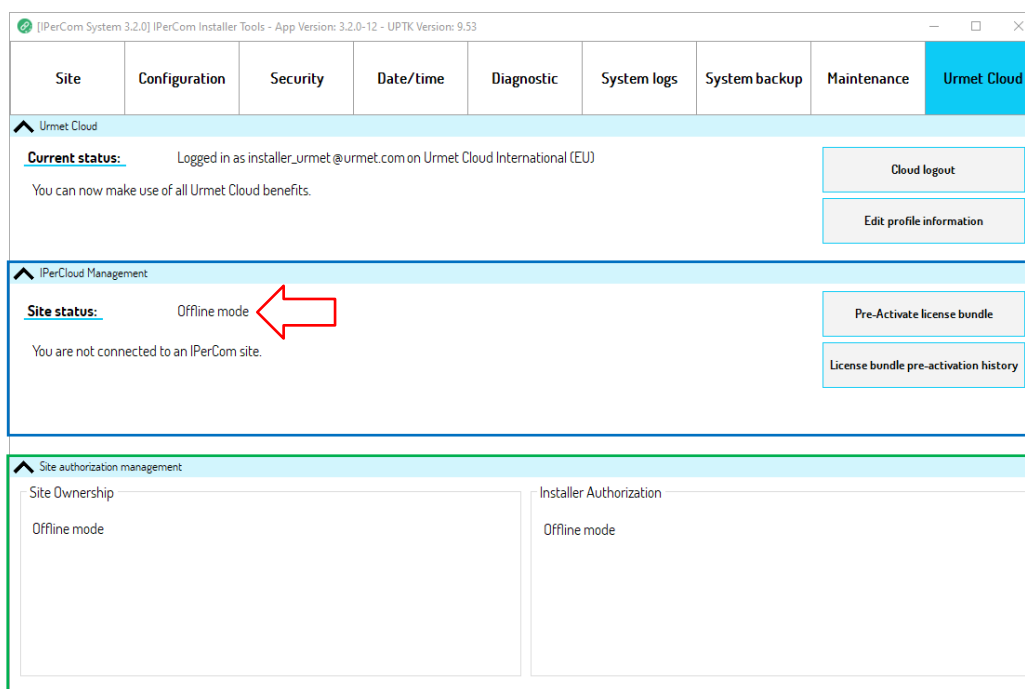 [IPerCom System 3.2.0] IPerCom Installer Tools - App Version: 3.2.0-12 - UPTK Version: 9.53
Site Configuration Security Date/time Diagnostic System logs System backup Maintenance Urmet Cloud
Urmet Cloud
Current status: Logged in as installer_urmet@urmet.com on Urmet Cloud International (EU)
Cloud logout
You can now make use of all Urmet Cloud benefits.
Edit profile information
IPerCloud Management
Site status: Offline mode
Pre-Activate license bundle
You are not connected to an IPerCom site.
License bundle pre-activation history
Site authorization management
Site Ownership Installer Authorization
Offline mode Offline mode